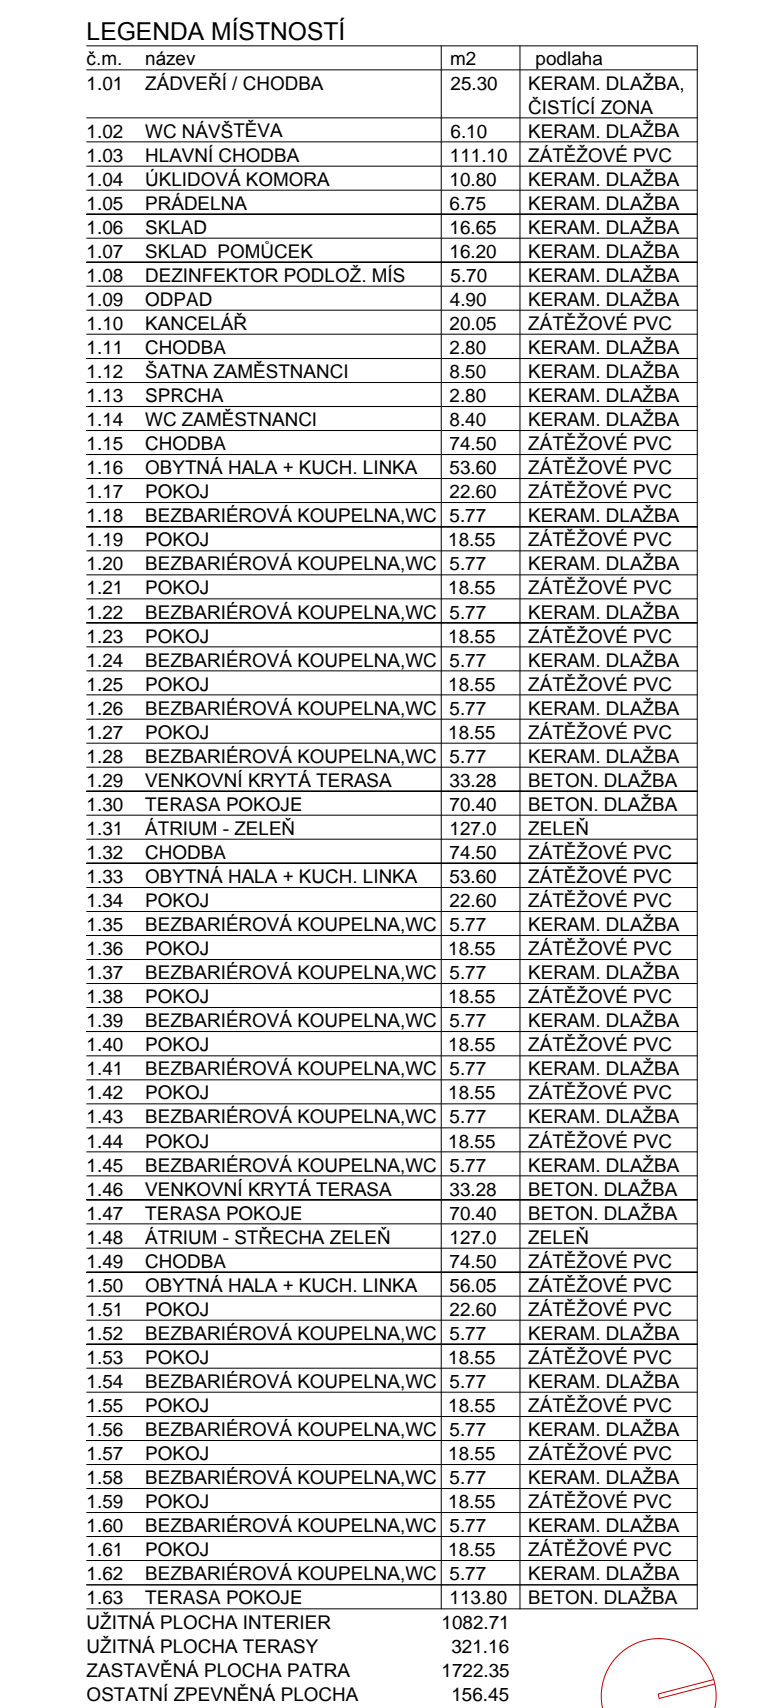 LEGENDA MÍSTNOSTÍ
č.m. název m2 podlaha
1.01 ZÁDVEŘÍ / CHODBA 25.30 KERAM. DLAŽBA,
ČISTÍCÍ ZONA
1.02 WC NÁVŠTĚVA 6.10 KERAM. DLAŽBA
1.03 HLAVNÍ CHODBA 111.10 ZÁTĚŽOVÉ PVC
1.04 ÚKLIDOVÁ KOMORA 10.80 KERAM. DLAŽBA
1.05 PRÁDELNA 6.75 KERAM. DLAŽBA
1.06 SKLAD 16.65 KERAM. DLAŽBA
1.07 SKLAD POMŮCEK 16.20 KERAM. DLAŽBA
1.08 DEZINFEKTOR PODLOŽ. MÍS 5.70 KERAM. DLAŽBA
1.09 ODPAD 4.90 KERAM. DLAŽBA
1.10 KANCELÁŘ 20.05 ZÁTĚŽOVÉ PVC
1.11 CHODBA 2.80 KERAM. DLAŽBA
1.12 ŠATNA ZAMĚSTNANCI 8.50 KERAM. DLAŽBA
1.13 SPRCHA 2.80 KERAM. DLAŽBA
1.14 WC ZAMĚSTNANCI 8.40 KERAM. DLAŽBA
1.15 CHODBA 74.50 ZÁTĚŽOVÉ PVC
1.16 OBYTNÁ HALA + KUCH. LINKA 53.60 ZÁTĚŽOVÉ PVC
1.17 POKOJ 22.60 ZÁTĚŽOVÉ PVC
1.18 BEZBARIÉROVÁ KOUPELNA,WC 5.77 KERAM. DLAŽBA
1.19 POKOJ 18.55 ZÁTĚŽOVÉ PVC
1.20 BEZBARIÉROVÁ KOUPELNA,WC 5.77 KERAM. DLAŽBA
1.21 POKOJ 18.55 ZÁTĚŽOVÉ PVC
1.22 BEZBARIÉROVÁ KOUPELNA,WC 5.77 KERAM. DLAŽBA
1.23 POKOJ 18.55 ZÁTĚŽOVÉ PVC
1.24 BEZBARIÉROVÁ KOUPELNA,WC 5.77 KERAM. DLAŽBA
1.25 POKOJ 18.55 ZÁTĚŽOVÉ PVC
1.26 BEZBARIÉROVÁ KOUPELNA,WC 5.77 KERAM. DLAŽBA
1.27 POKOJ 18.55 ZÁTĚŽOVÉ PVC
1.28 BEZBARIÉROVÁ KOUPELNA,WC 5.77 KERAM. DLAŽBA
1.29 VENKOVNÍ KRYTÁ TERASA 33.28 BETON. DLAŽBA
1.30 TERASA POKOJE 70.40 BETON. DLAŽBA
1.31 ÁTRIUM - ZELEŇ 127.0 ZELEŇ
1.32 CHODBA 74.50 ZÁTĚŽOVÉ PVC
1.33 OBYTNÁ HALA + KUCH. LINKA 53.60 ZÁTĚŽOVÉ PVC
1.34 POKOJ 22.60 ZÁTĚŽOVÉ PVC
1.35 BEZBARIÉROVÁ KOUPELNA,WC 5.77 KERAM. DLAŽBA
1.36 POKOJ 18.55 ZÁTĚŽOVÉ PVC
1.37 BEZBARIÉROVÁ KOUPELNA,WC 5.77 KERAM. DLAŽBA
1.38 POKOJ 18.55 ZÁTĚŽOVÉ PVC
1.39 BEZBARIÉROVÁ KOUPELNA,WC 5.77 KERAM. DLAŽBA
1.40 POKOJ 18.55 ZÁTĚŽOVÉ PVC
1.41 BEZBARIÉROVÁ KOUPELNA,WC 5.77 KERAM. DLAŽBA
1.42 POKOJ 18.55 ZÁTĚŽOVÉ PVC
1.43 BEZBARIÉROVÁ KOUPELNA,WC 5.77 KERAM. DLAŽBA
1.44 POKOJ 18.55 ZÁTĚŽOVÉ PVC
1.45 BEZBARIÉROVÁ KOUPELNA,WC 5.77 KERAM. DLAŽBA
1.46 VENKOVNÍ KRYTÁ TERASA 33.28 BETON. DLAŽBA
1.47 TERASA POKOJE 70.40 BETON. DLAŽBA
1.48 ÁTRIUM - STŘECHA ZELEŇ 127.0 ZELEŇ
1.49 CHODBA 74.50 ZÁTĚŽOVÉ PVC
1.50 OBYTNÁ HALA + KUCH. LINKA 56.05 ZÁTĚŽOVÉ PVC
1.51 POKOJ 22.60 ZÁTĚŽOVÉ PVC
1.52 BEZBARIÉROVÁ KOUPELNA,WC 5.77 KERAM. DLAŽBA
1.53 POKOJ 18.55 ZÁTĚŽOVÉ PVC
1.54 BEZBARIÉROVÁ KOUPELNA,WC 5.77 KERAM. DLAŽBA
1.55 POKOJ 18.55 ZÁTĚŽOVÉ PVC
1.56 BEZBARIÉROVÁ KOUPELNA,WC 5.77 KERAM. DLAŽBA
1.57 POKOJ 18.55 ZÁTĚŽOVÉ PVC
1.58 BEZBARIÉROVÁ KOUPELNA,WC 5.77 KERAM. DLAŽBA
1.59 POKOJ 18.55 ZÁTĚŽOVÉ PVC
1.60 BEZBARIÉROVÁ KOUPELNA,WC 5.77 KERAM. DLAŽBA
1.61 POKOJ 18.55 ZÁTĚŽOVÉ PVC
1.62 BEZBARIÉROVÁ KOUPELNA,WC 5.77 KERAM. DLAŽBA
1.63 TERASA POKOJE 113.80 BETON. DLAŽBA
UŽITNÁ PLOCHA INTERIER 1082.71
UŽITNÁ PLOCHA TERASY 321.16
ZASTAVĚNÁ PLOCHA PATRA 1722.35
OSTATNÍ ZPEVNĚNÁ PLOCHA 156.45